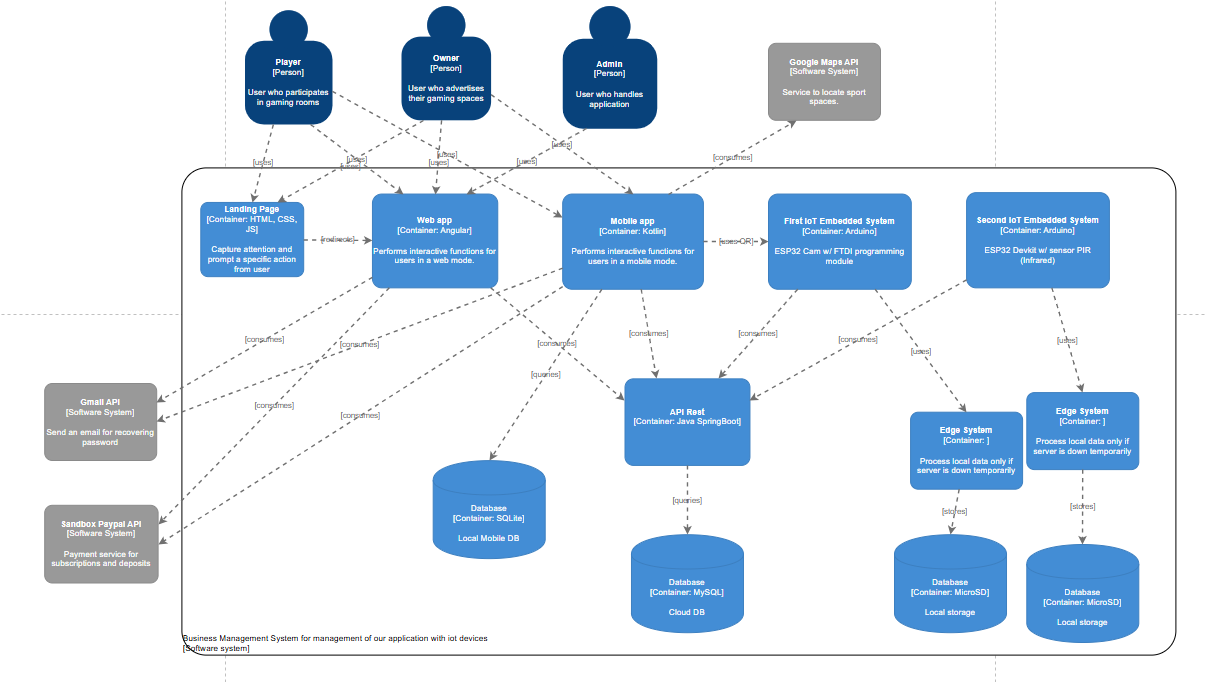 Player
[Person]
User who participates
in gaming rooms
Owner
[Person]
User who advertises
their gaming spaces
Admin
[Person]
User who handles
application
Google Maps API
[Software System]
Service to locate sport
spaces.
[uses]
[uses]
[uses]
[uses]
[uses]
[uses]
[uses]
[consumes]
Landing Page
[Container: HTML, CSS,
JS]
Capture attention and
prompt a specific action
from user
[redirects]
Web app
[Container: Angular]
Performs interactive functions for
users in a web mode.
Mobile app
[Container: Kotlin]
Performs interactive functions for
users in a mobile mode.
[uses QR]
First IoT Embedded System
[Container: Arduino]
ESP32 Cam w/ FTDI programming
module
Second IoT Embedded System
[Container: Arduino]
ESP32 Devkit w/ sensor PIR
(Infrared)
[consumes]
[consumes]
[consumes]
[consumes]
[consumes]
[consumes]
[consumes]
[consumes]
[queries]
[uses]
[uses]
Gmail API
[Software System]
Send an email for recovering
password
API Rest
[Container: Java SpringBoot]
Edge System
[Container: ]
Process local data only if
server is down temporarily
Edge System
[Container: ]
Process local data only if
server is down temporarily
[queries]
[stores]
[stores]
Sandbox Paypal API
[Software System]
Payment service for
subscriptions and deposits
Database
[Container: SQLite]
Local Mobile DB
Database
[Container: MySQL]
Cloud DB
Database
[Container: MicroSD]
Local storage
Database
[Container: MicroSD]
Local storage
Business Management System for management of our application with iot devices
[Software system]